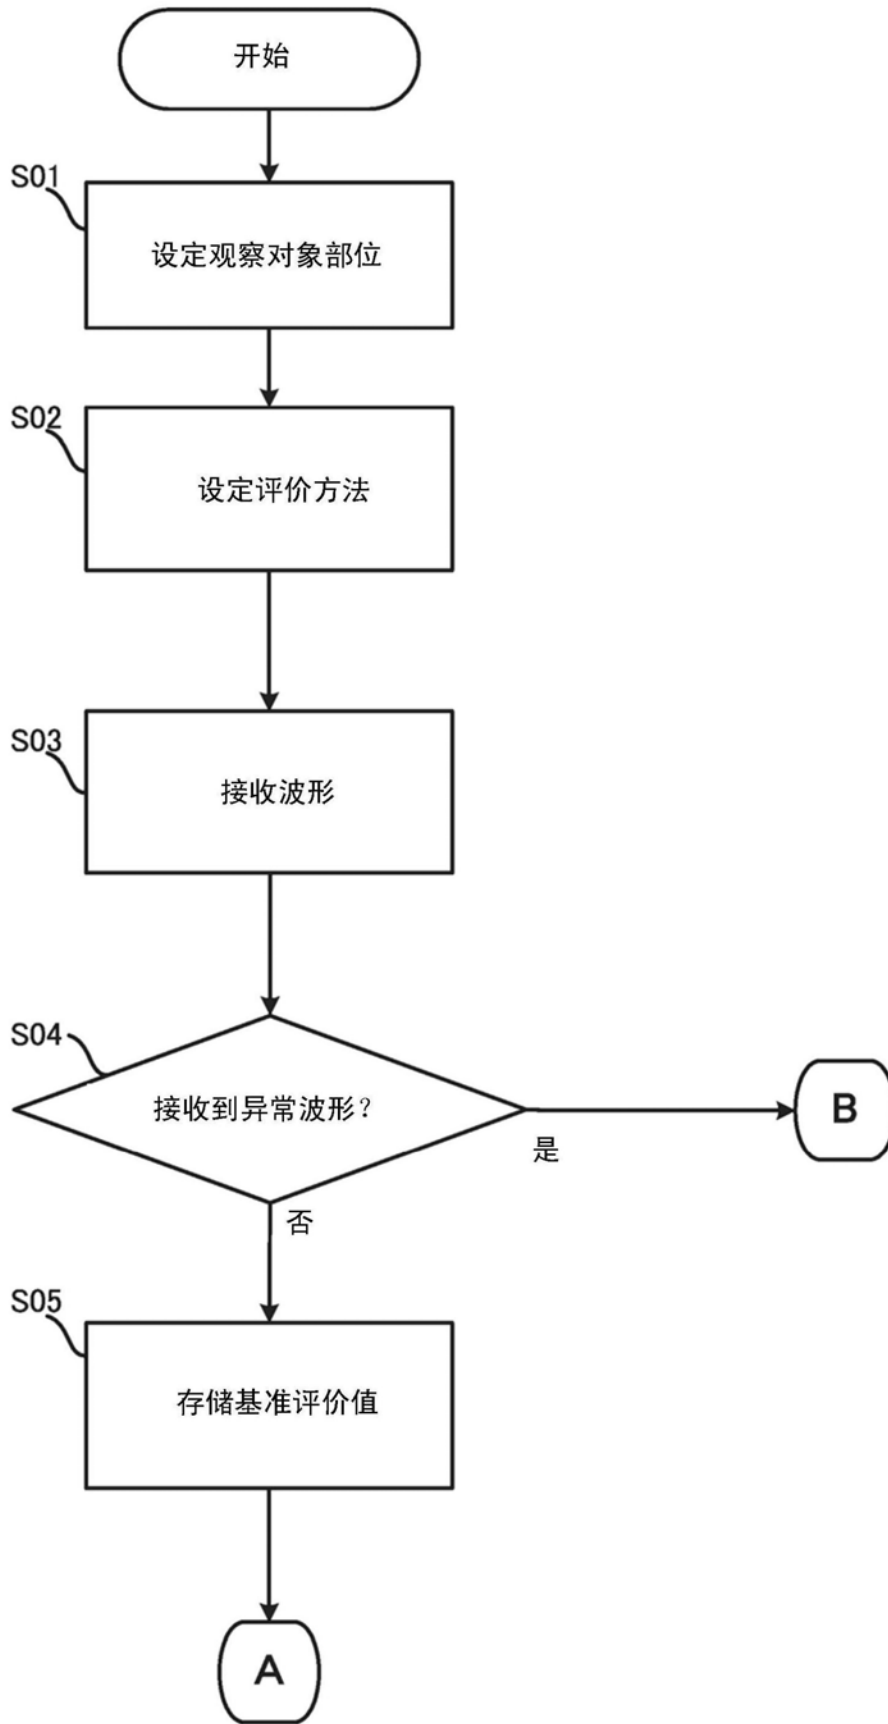 开始
S01
设定观察对象部位
S02
设定评价方法
S03
接收波形
S04
接收到异常波形？
B
是
否
S05
存储基准评价值
A